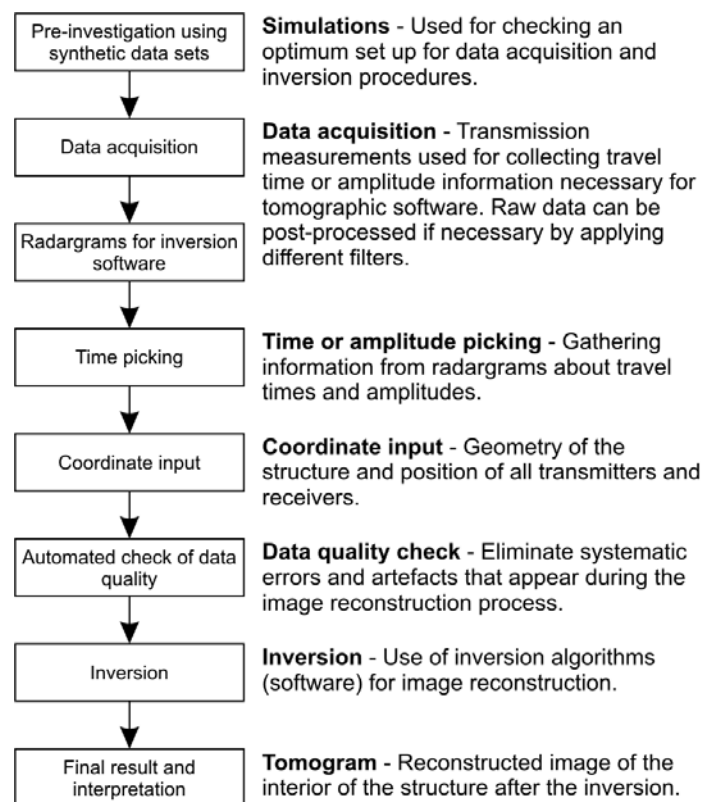 Pre-investigation using
synthetic data sets
Simulations - Used for checking an
optimum set up for data acquisition and
inversion procedures.
Data acquisition
Data acquisition - Transmission
measurements used for collecting travel
time or amplitude information necessary for
tomographic software. Raw data can be
post-processed if necessary by applying
different filters.
Radargrams for inversion
software
Time picking
Time or amplitude picking - Gathering
information from radargrams about travel
times and amplitudes.
Coordinate input
Coordinate input - Geometry of the
structure and position of all transmitters and
receivers.
Automated check of data
quality
Data quality check - Eliminate systematic
errors and artefacts that appear during the
image reconstruction process.
Inversion
Inversion - Use of inversion algorithms
(software) for image reconstruction.
Final result and
interpretation
Tomogram - Reconstructed image of the
interior of the structure after the inversion.